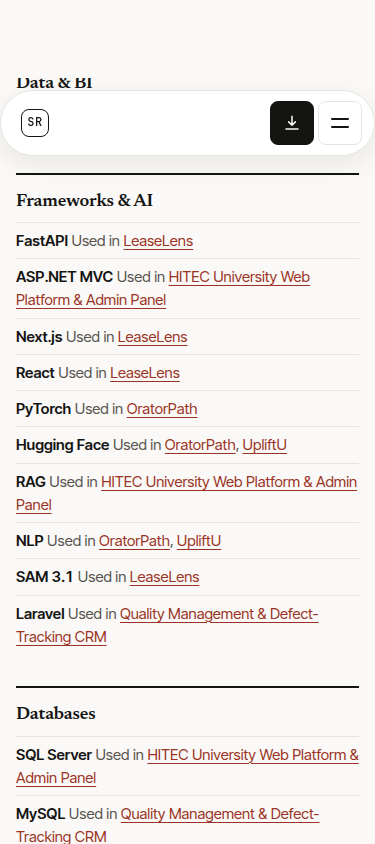 Data & BI
SR
Frameworks & AI
FastAPI Used in LeaseLens
ASP.NET MVC Used in HITEC University Web
Platform & Admin Panel
Next.js Used in LeaseLens
React Used in LeaseLens
PyTorch Used in OratorPath
Hugging Face Used in OratorPath, UpliftU
RAG Used in HITEC University Web Platform & Admin
Panel
NLP Used in OratorPath, UpliftU
SAM 3.1 Used in LeaseLens
Laravel Used in Quality Management & Defect-
Tracking CRM
Databases
SQL Server Used in HITEC University Web Platform &
Admin Panel
MySQL Used in Quality Management & Defect-
Tracking CRM